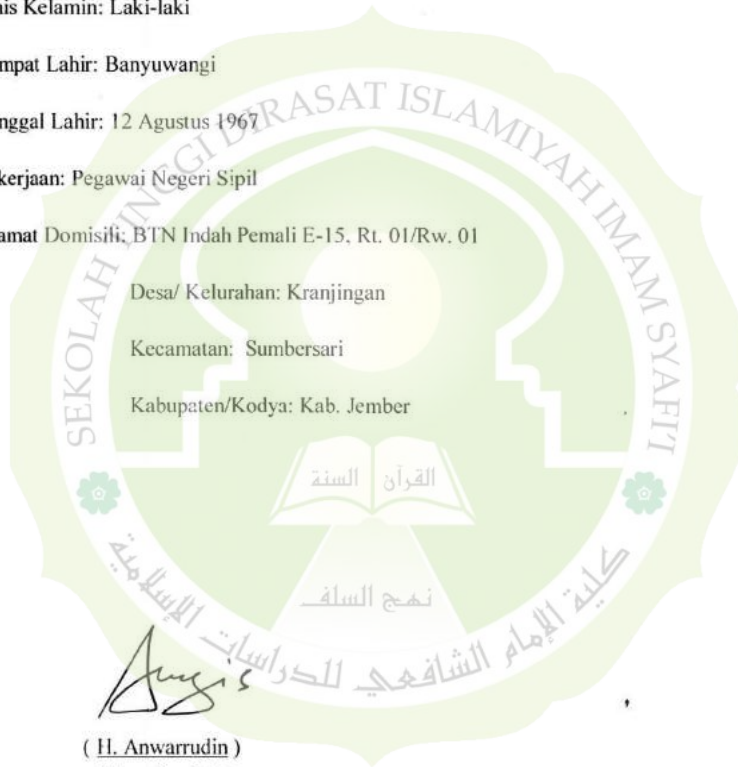 nis Kelamin: Laki-laki
mpat Lahir: Banyuwangi
nggal Lahir: 12 Agustus 1967
kerjaan: Pegawai Negeri Sipil
amat Domisili: BTN Indah Pemali E-15, Rt. 01/Rw. 01
Desa/ Kelurahan: Kranjingan
Kecamatan: Sumbersari
Kabupaten/Kodya: Kab. Jember
SEKOLAH TINGGI DIRASAT ISLAMIYAH IMAM SYAFI'I
القرآن السنة
نهج السلف
كلية الإمام الشافعي للدراسات الإسلامية
( H. Anwarrudin )